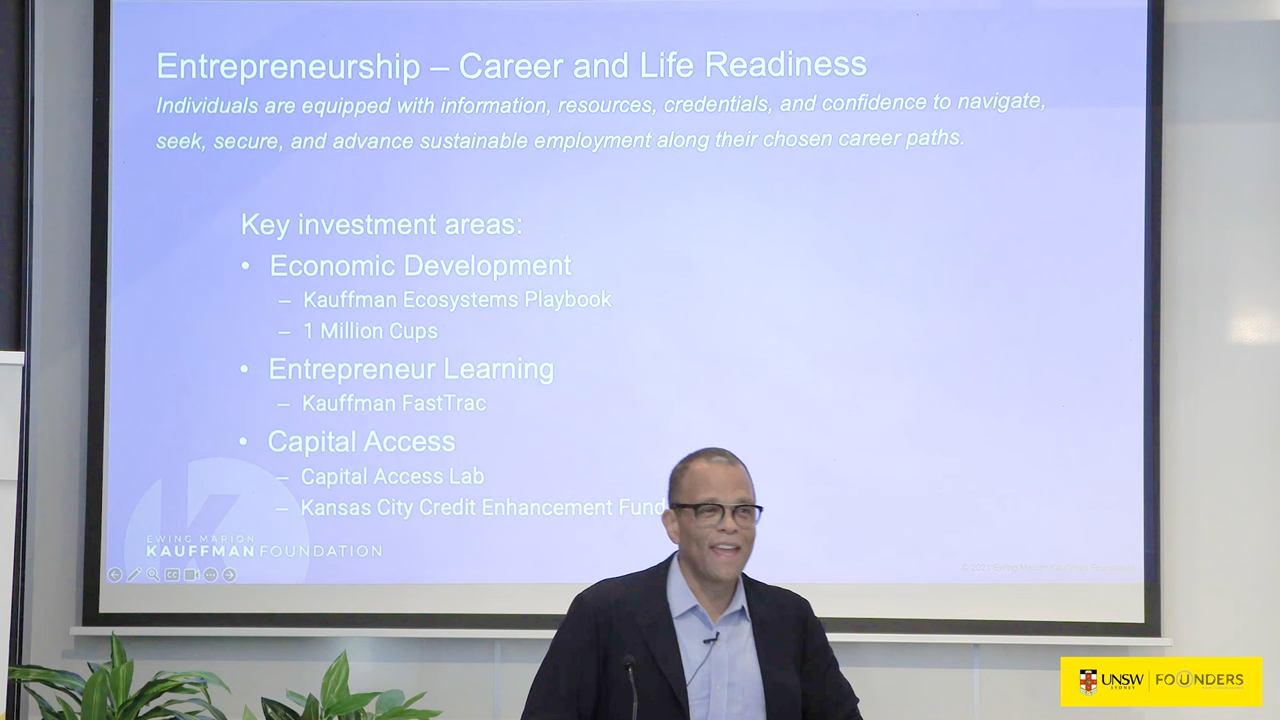 Entrepreneurship – Career and Life Readiness
Individuals are equipped with information, resources, credentials, and confidence to navigate,
seek, secure, and advance sustainable employment along their chosen career paths.
Key investment areas:
• Economic Development
– Kauffman Ecosystems Playbook
– 1 Million Cups
• Entrepreneur Learning
– Kauffman FastTrac
• Capital Access
– Capital Access Lab
– Kansas City Credit Enhancement Fund
K
EWING MARION
KAUFFMAN FOUNDATION
CC
UNSW
SYDNEY
FOUNDERS